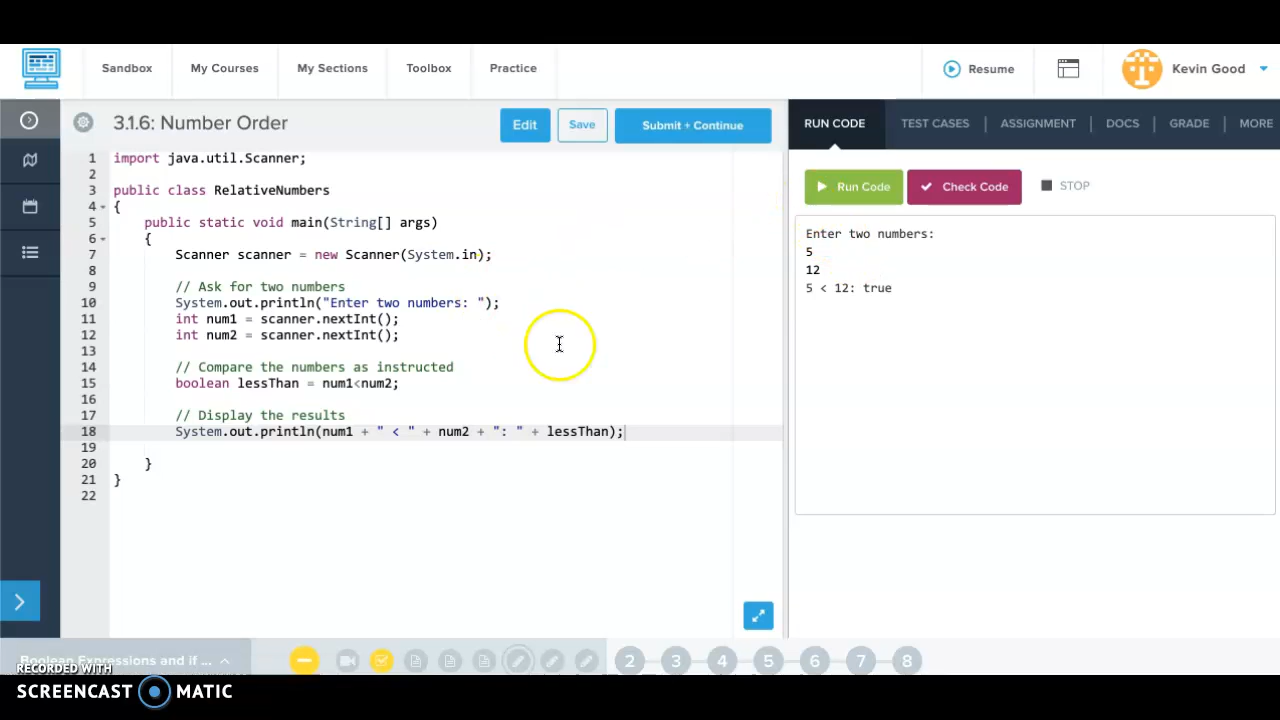 Sandbox
My Courses
My Sections
Toolbox
Practice
Resume
Kevin Good
3.1.6: Number Order
Edit
Save
Submit + Continue
RUN CODE
TEST CASES
ASSIGNMENT
DOCS
GRADE
MORE
1 import java.util.Scanner;
2
3 public class RelativeNumbers
4 {
5 public static void main(String[] args)
6 {
7 Scanner scanner = new Scanner(System.in);
8
9 // Ask for two numbers
10 System.out.println("Enter two numbers: ");
11 int num1 = scanner.nextInt();
12 int num2 = scanner.nextInt();
13
14 // Compare the numbers as instructed
15 boolean lessThan = num1<num2;
16
17 // Display the results
18 System.out.println(num1 + " < " + num2 + ": " + lessThan);
19
20 }
21 }
22
Run Code
Check Code
STOP
Enter two numbers:
5
12
5 < 12: true
Boolean Expressions and if ...
2 3 4 5 6 7 8
RECORDED WITH
SCREENCAST MATIC